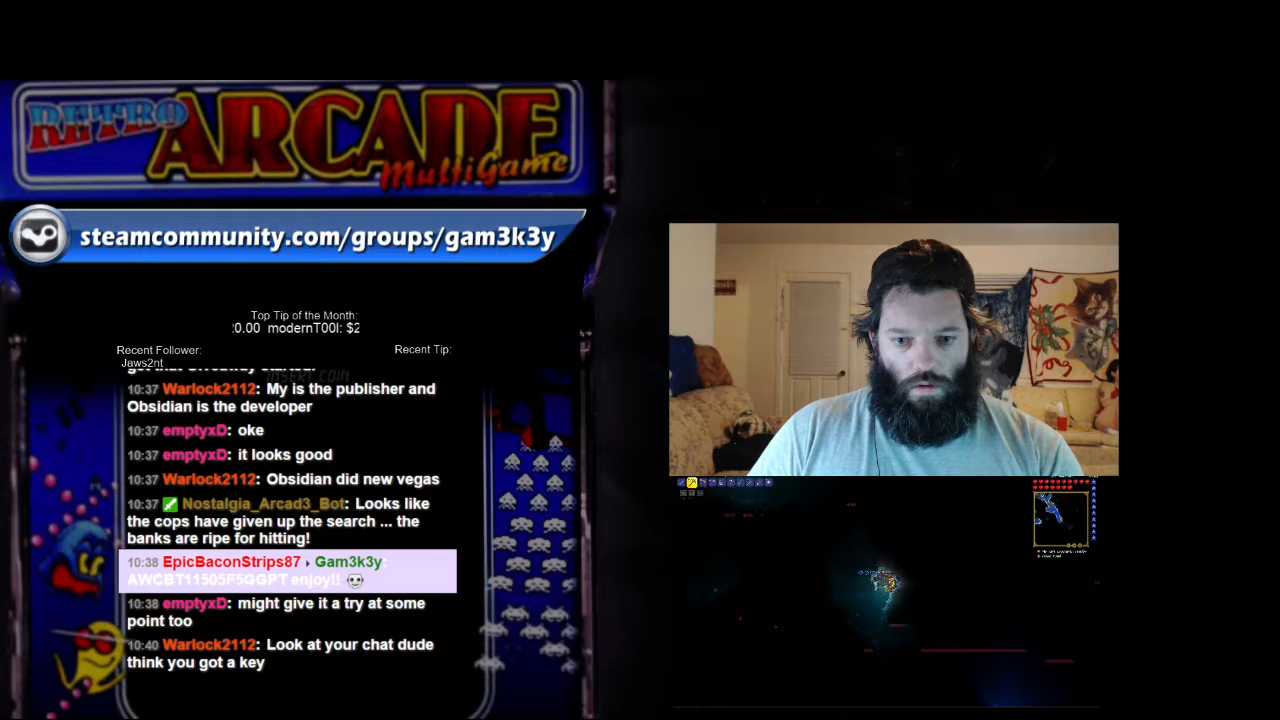 RETRO ARCADE
MultiGame
steamcommunity.com/groups/gam3k3y
Top Tip of the Month:
0.00 modernT00l: $2
Recent Follower:
Recent Tip:
Jaws2nt
INSERT COIN
10:37 Warlock2112: My is the publisher and
Obsidian is the developer
10:37 emptyxD: oke
10:37 emptyxD: it looks good
10:37 Warlock2112: Obsidian did new vegas
10:37 Nostalgia_Arcad3_Bot: Looks like
the cops have given up the search ... the
banks are ripe for hitting!
10:38 EpicBaconStrips87 ▸ Gam3k3y:
AWCBT11505F5GGPT enjoy!!
10:38 emptyxD: might give it a try at some
point too
10:40 Warlock2112: Look at your chat dude
think you got a key